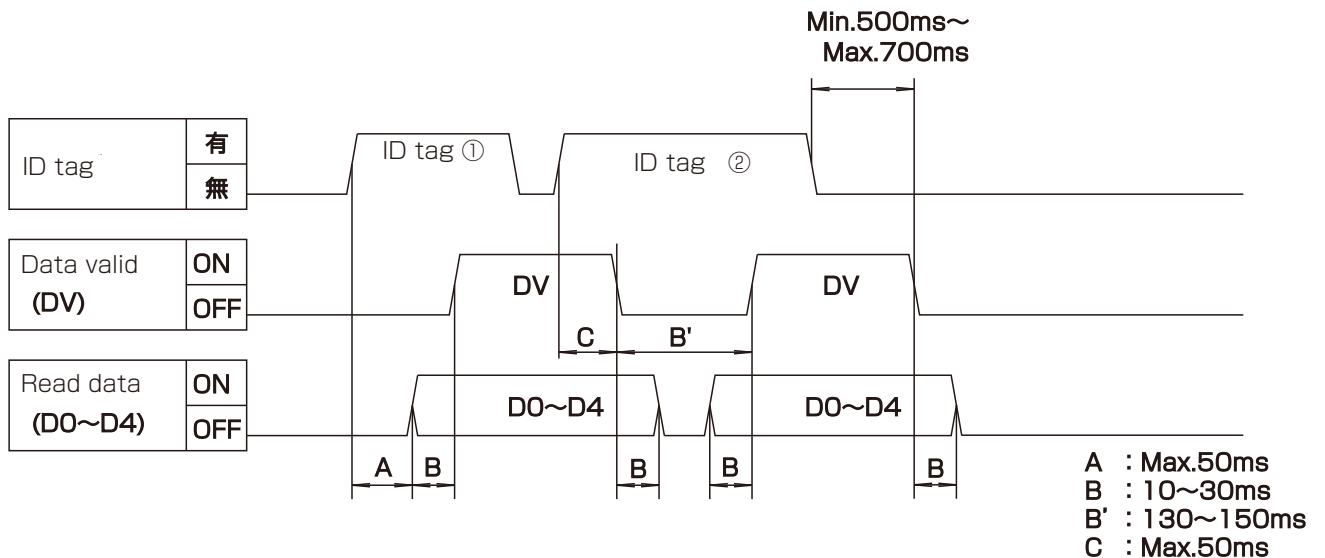 Min.500ms～
Max.700ms
ID tag
有
無
ID tag ①
ID tag ②
Data valid
(DV)
ON
OFF
DV
DV
C
B'
Read data
(D0～D4)
ON
OFF
D0～D4
D0～D4
A
B
B
B
B
A : Max.50ms
B : 10～30ms
B' : 130～150ms
C : Max.50ms